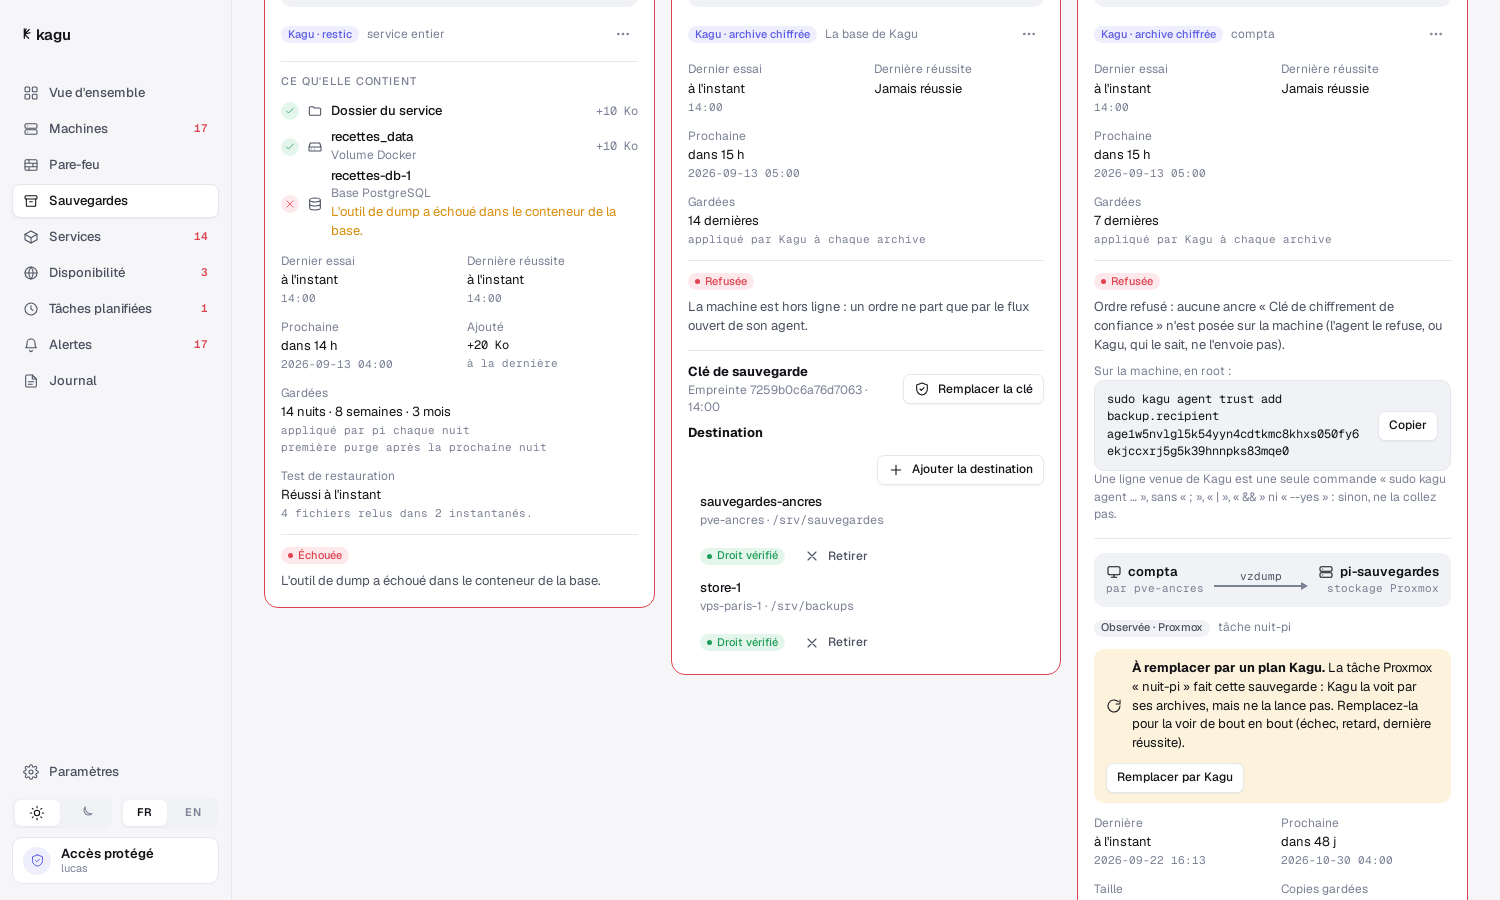 kagu
Vue d'ensemble
Machines 17
Pare-feu
Sauvegardes
Services 14
Disponibilité 3
Tâches planifiées 1
Alertes 17
Journal
Paramètres
FR EN
Accès protégé
lucas
Kagu · restic service entier
CE QU'ELLE CONTIENT
Dossier du service +10 Ko
recettes_data
Volume Docker
+10 Ko
recettes-db-1
Base PostgreSQL
L'outil de dump a échoué dans le conteneur de la
base.
Dernier essai Dernière réussite
à l'instant à l'instant
14:00 14:00
Prochaine Ajouté
dans 14 h +20 Ko
2026-09-13 04:00 à la dernière
Gardées
14 nuits · 8 semaines · 3 mois
appliqué par pi chaque nuit
première purge après la prochaine nuit
Test de restauration
Réussi à l'instant
4 fichiers relus dans 2 instantanés.
Échouée
L'outil de dump a échoué dans le conteneur de la base.
Kagu · archive chiffrée La base de Kagu
Dernier essai Dernière réussite
à l'instant Jamais réussie
14:00
Prochaine
dans 15 h
2026-09-13 05:00
Gardées
14 dernières
appliqué par Kagu à chaque archive
Refusée
La machine est hors ligne : un ordre ne part que par le flux
ouvert de son agent.
Clé de sauvegarde
Empreinte 7259b0c6a76d7063 ·
14:00
Remplacer la clé
Destination
Ajouter la destination
sauvegardes-ancres
pve-ancres · /srv/sauvegardes
Droit vérifié Retirer
store-1
vps-paris-1 · /srv/backups
Droit vérifié Retirer
Kagu · archive chiffrée compta
Dernier essai Dernière réussite
à l'instant Jamais réussie
14:00
Prochaine
dans 15 h
2026-09-13 05:00
Gardées
7 dernières
appliqué par Kagu à chaque archive
Refusée
Ordre refusé : aucune ancre « Clé de chiffrement de
confiance » n'est posée sur la machine (l'agent le refuse, ou
Kagu, qui le sait, ne l'envoie pas).
Sur la machine, en root :
sudo kagu agent trust add
backup.recipient
age1w5nvlgl5k54yyn4cdtkmc8khxs050fy6
ekjccxrj5g5k39hnnpks83mqe0
Copier
Une ligne venue de Kagu est une seule commande « sudo kagu
agent … », sans « ; », « | », « && » ni « --yes » : sinon, ne la collez
pas.
compta vzdump pi-sauvegardes
par pve-ancres stockage Proxmox
Observée · Proxmox tâche nuit-pi
À remplacer par un plan Kagu. La tâche Proxmox
« nuit-pi » fait cette sauvegarde : Kagu la voit par
ses archives, mais ne la lance pas. Remplacez-la
pour la voir de bout en bout (échec, retard, dernière
réussite).
Remplacer par Kagu
Dernière Prochaine
à l'instant dans 48 j
2026-09-22 16:13 2026-10-30 04:00
Taille Copies gardées